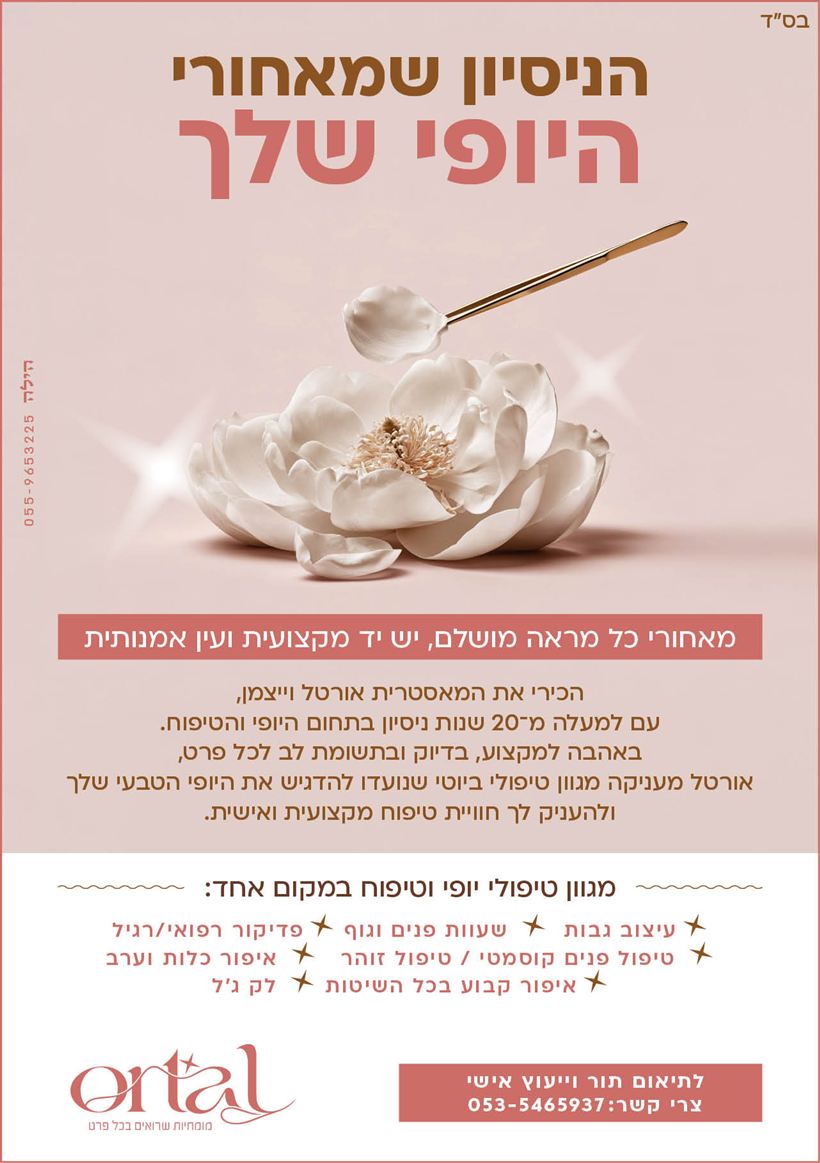 בס"ד
הניסיון שמאחורי
היופי שלך
הילה 055-9653225
מאחורי כל מראה מושלם, יש יד מקצועית ועין אמנותית
הכירי את המאסטרית אורטל וייצמן,
עם למעלה מ־20 שנות ניסיון בתחום היופי והטיפוח.
באהבה למקצוע, בדיוק ובתשומת לב לכל פרט,
אורטל מעניקה מגוון טיפולי ביוטי שנועדו להדגיש את היופי הטבעי שלך
ולהעניק לך חוויית טיפוח מקצועית ואישית.
מגוון טיפולי יופי וטיפוח במקום אחד:
עיצוב גבות שעוות פנים וגוף פדיקור רפואי/רגיל
טיפול פנים קוסמטי / טיפול זוהר איפור כלות וערב
איפור קבוע בכל השיטות לק ג'ל
לתיאום תור וייעוץ אישי
צרי קשר: 053-5465937
ortal
מומחיות שרואים בכל פרט